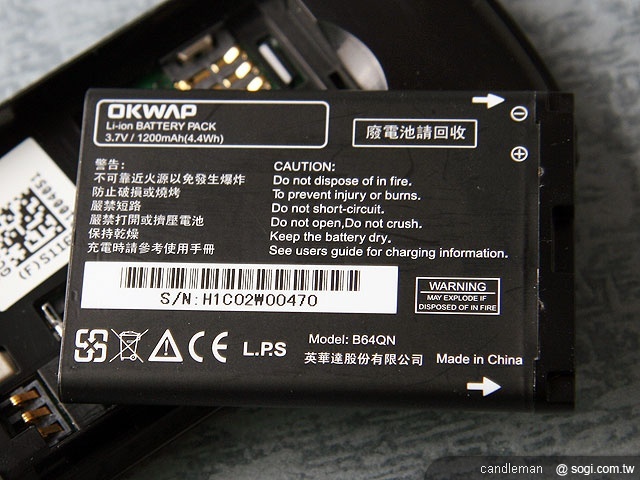 OKWAP
Li-ion BATTERY PACK
3.7V / 1200mAh(4.4Wh)
廢電池請回收
警告:
不可靠近火源以免發生爆炸
防止破損或燒烤
嚴禁短路
嚴禁打開或擠壓電池
保持乾燥
充電時請參考使用手冊
CAUTION:
Do not dispose of in fire.
To prevent injury or burns.
Do not short-circuit.
Do not open,Do not crush.
Keep the battery dry.
See users guide for charging information.
S/N:H1C02W00470
WARNING
MAY EXPLODE IF
DISPOSED OF IN FIRE
CE
L.P.S
Model: B64QN
英華達股份有限公司
Made in China
candleman @ sogi.com.tw